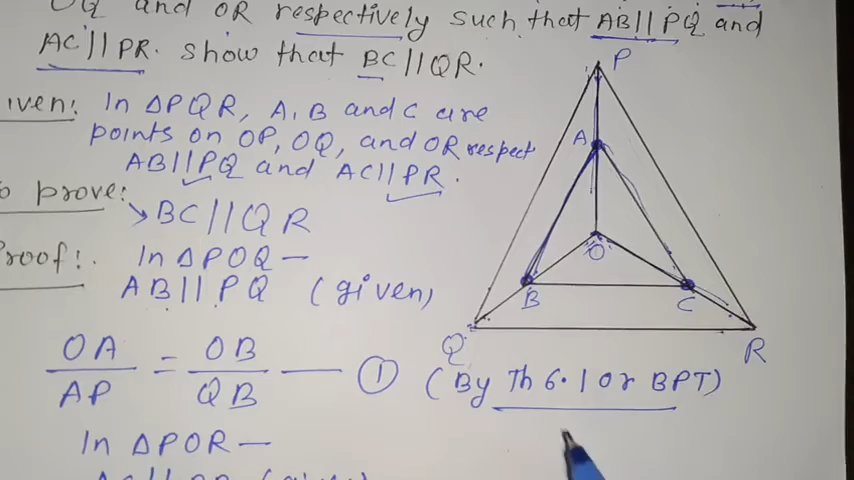 OQ and OR respectively such that AB||PQ and
AC||PR. show that BC||QR.
iven: In ΔPQR, A, B and C are
points on OP, OQ, and OR respect
AB||PQ and AC||PR.
o prove:
BC||QR
roof:. In ΔPOQ—
AB||PQ (given)
OA/AP = OB/QB — ① (By Th 6.1 or BPT)
In ΔPOR—
(given)
P
A
O
B
C
Q
R